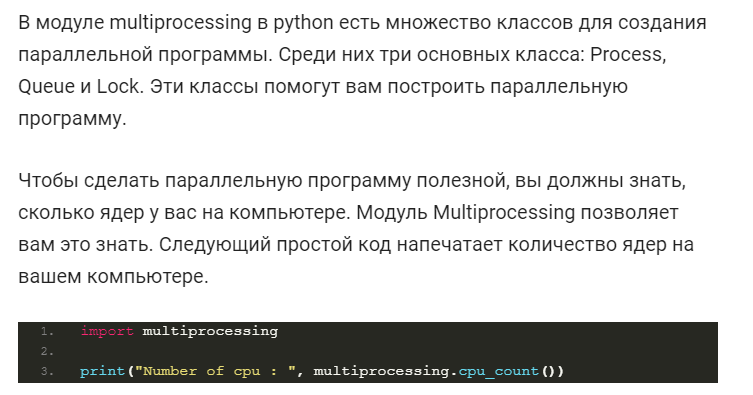 В модуле multiprocessing в python есть множество классов для создания
параллельной программы. Среди них три основных класса: Process,
Queue и Lock. Эти классы помогут вам построить параллельную
программу.
Чтобы сделать параллельную программу полезной, вы должны знать,
сколько ядер у вас на компьютере. Модуль Multiprocessing позволяет
вам это знать. Следующий простой код напечатает количество ядер на
вашем компьютере.
1. import multiprocessing
2.
3. print("Number of cpu : ", multiprocessing.cpu_count())